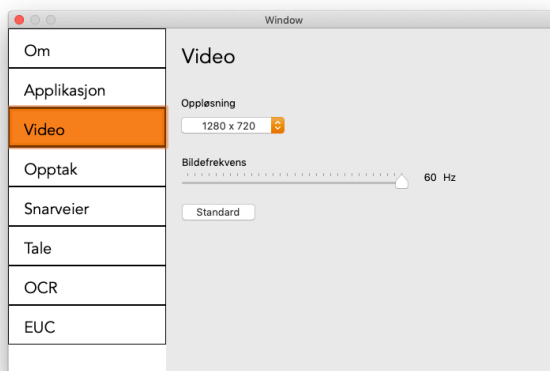 Window
Om
Applikasjon
Video
Opptak
Snarveier
Tale
OCR
EUC
Video
Oppløsning
1280 x 720
Bildefrekvens
60 Hz
Standard